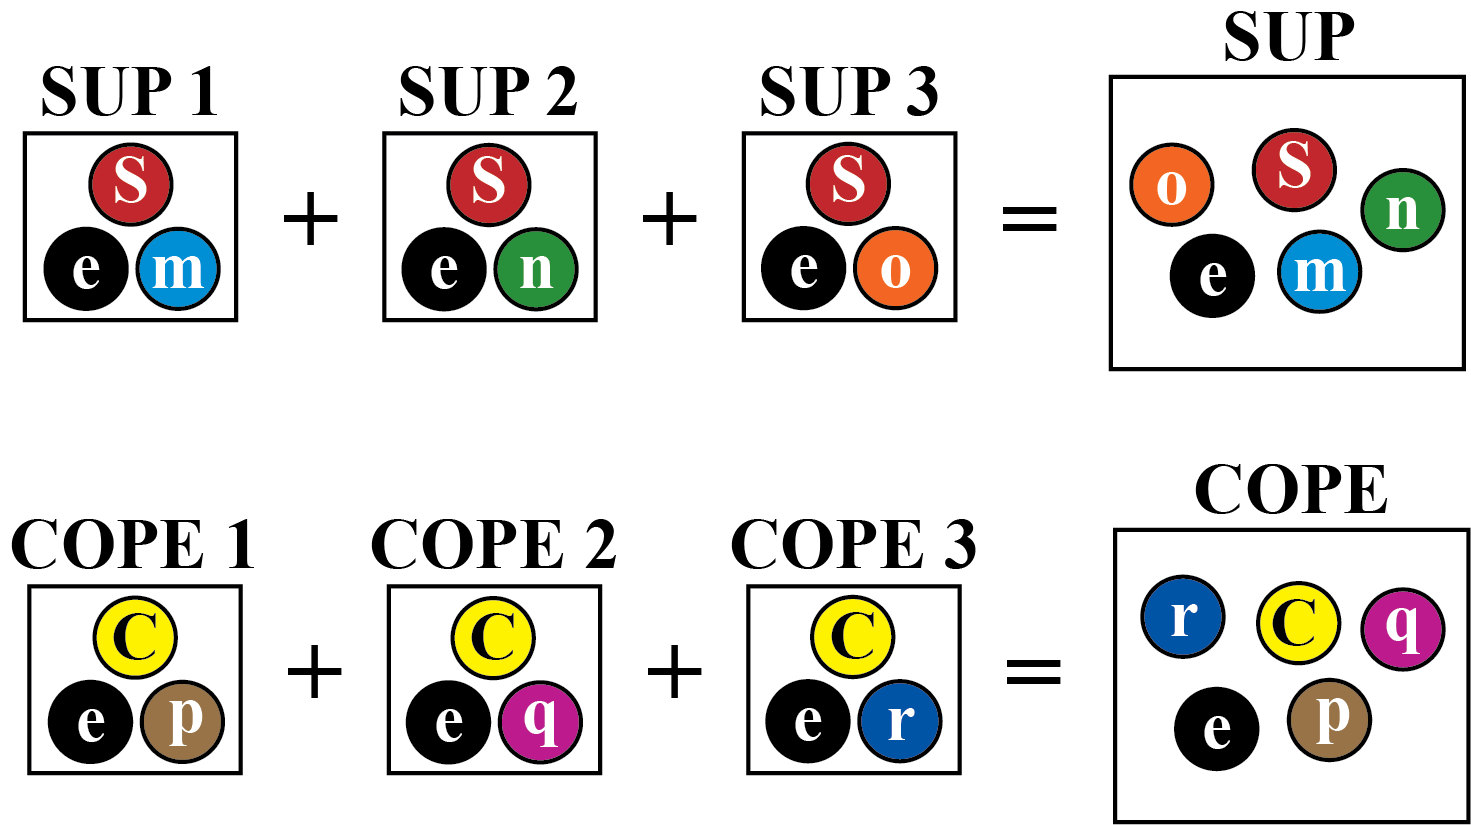 SUP 1 SUP 2 SUP 3 SUP
S S S
e m + e n + e o =
o S n
e m
COPE 1 COPE 2 COPE 3 COPE
C C C
e p + e q + e r =
r C q
e p